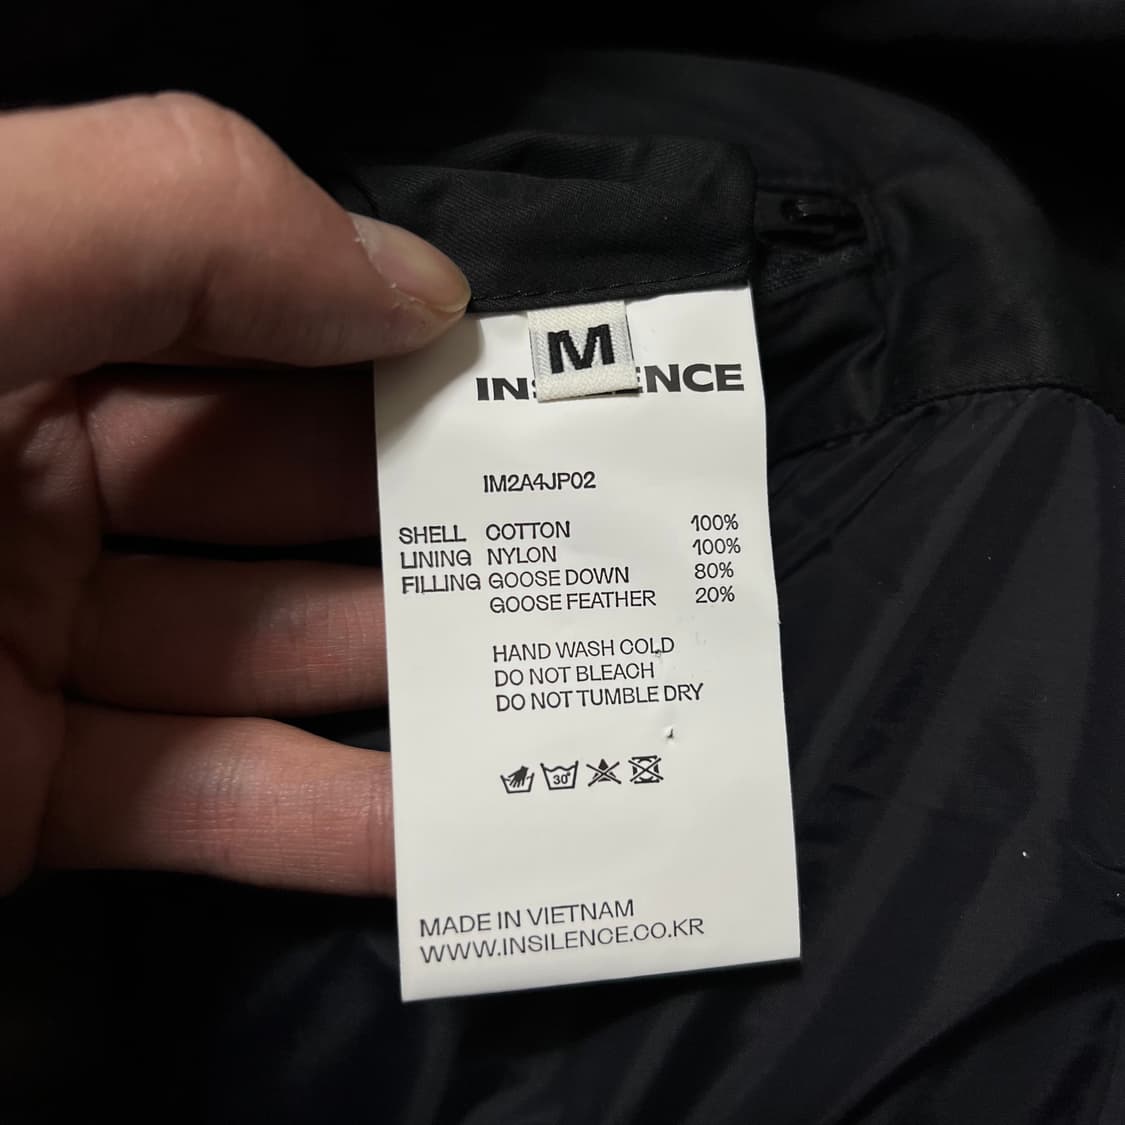 M
INSILENCE
IM2A4JP02
SHELL COTTON 100%
LINING NYLON 100%
FILLING GOOSE DOWN 80%
GOOSE FEATHER 20%
HAND WASH COLD
DO NOT BLEACH
DO NOT TUMBLE DRY
30°
MADE IN VIETNAM
WWW.INSILENCE.CO.KR